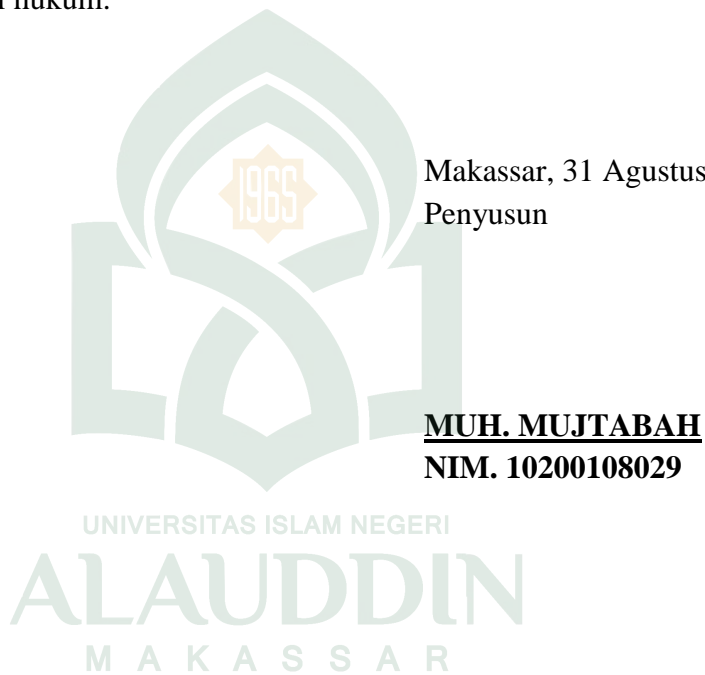 hukum.
1965
Makassar, 31 Agustus
Penyusun
MUH. MUJTABAH
NIM. 10200108029
UNIVERSITAS ISLAM NEGERI
ALAUDDIN
MAKASSAR